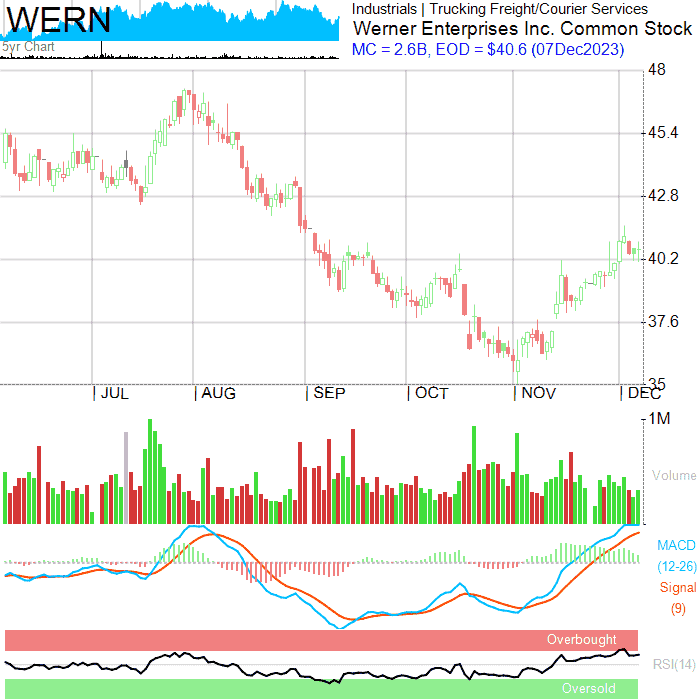 WERN
5yr Chart
Industrials | Trucking Freight/Courier Services
Werner Enterprises Inc. Common Stock
MC = 2.6B, EOD = $40.6 (07Dec2023)
48
45.4
42.8
40.2
37.6
35
| JUL | AUG | SEP | OCT | NOV | DEC
1M
Volume
MACD
(12-26)
Signal
(9)
Overbought
RSI(14)
Oversold